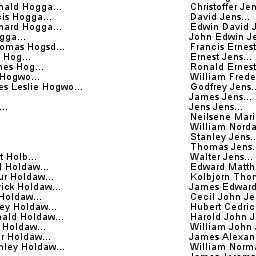 nald Hogga...
cis Hogga...
nard Hogga...
gga...
omas Hogsd...
Hog...
nes Hog...
Hogwo...
es Leslie Hogwo...
...
t Holb...
l Holdaw...
ur Holdaw...
rick Holdaw...
Holdaw...
ey Holdaw...
nald Holdaw...
Holdaw...
r Holdaw...
nley Holdaw...
Christoffer Jen
David Jens...
Edwin David J
John Edwin Je
Francis Ernest
Ernest Jens...
Ronald Ernest
William Frede
Godfrey Jens..
James Jens...
Jens Jens...
Neilsene Mari
William Norda
Stanley Jens..
Thomas Jens.
Walter Jens...
Edward Matth
Kolbjorn Thor
James Edward
Cecil John Je
Hubert Cedric
Harold John J
William John
James Alexan
William Norm